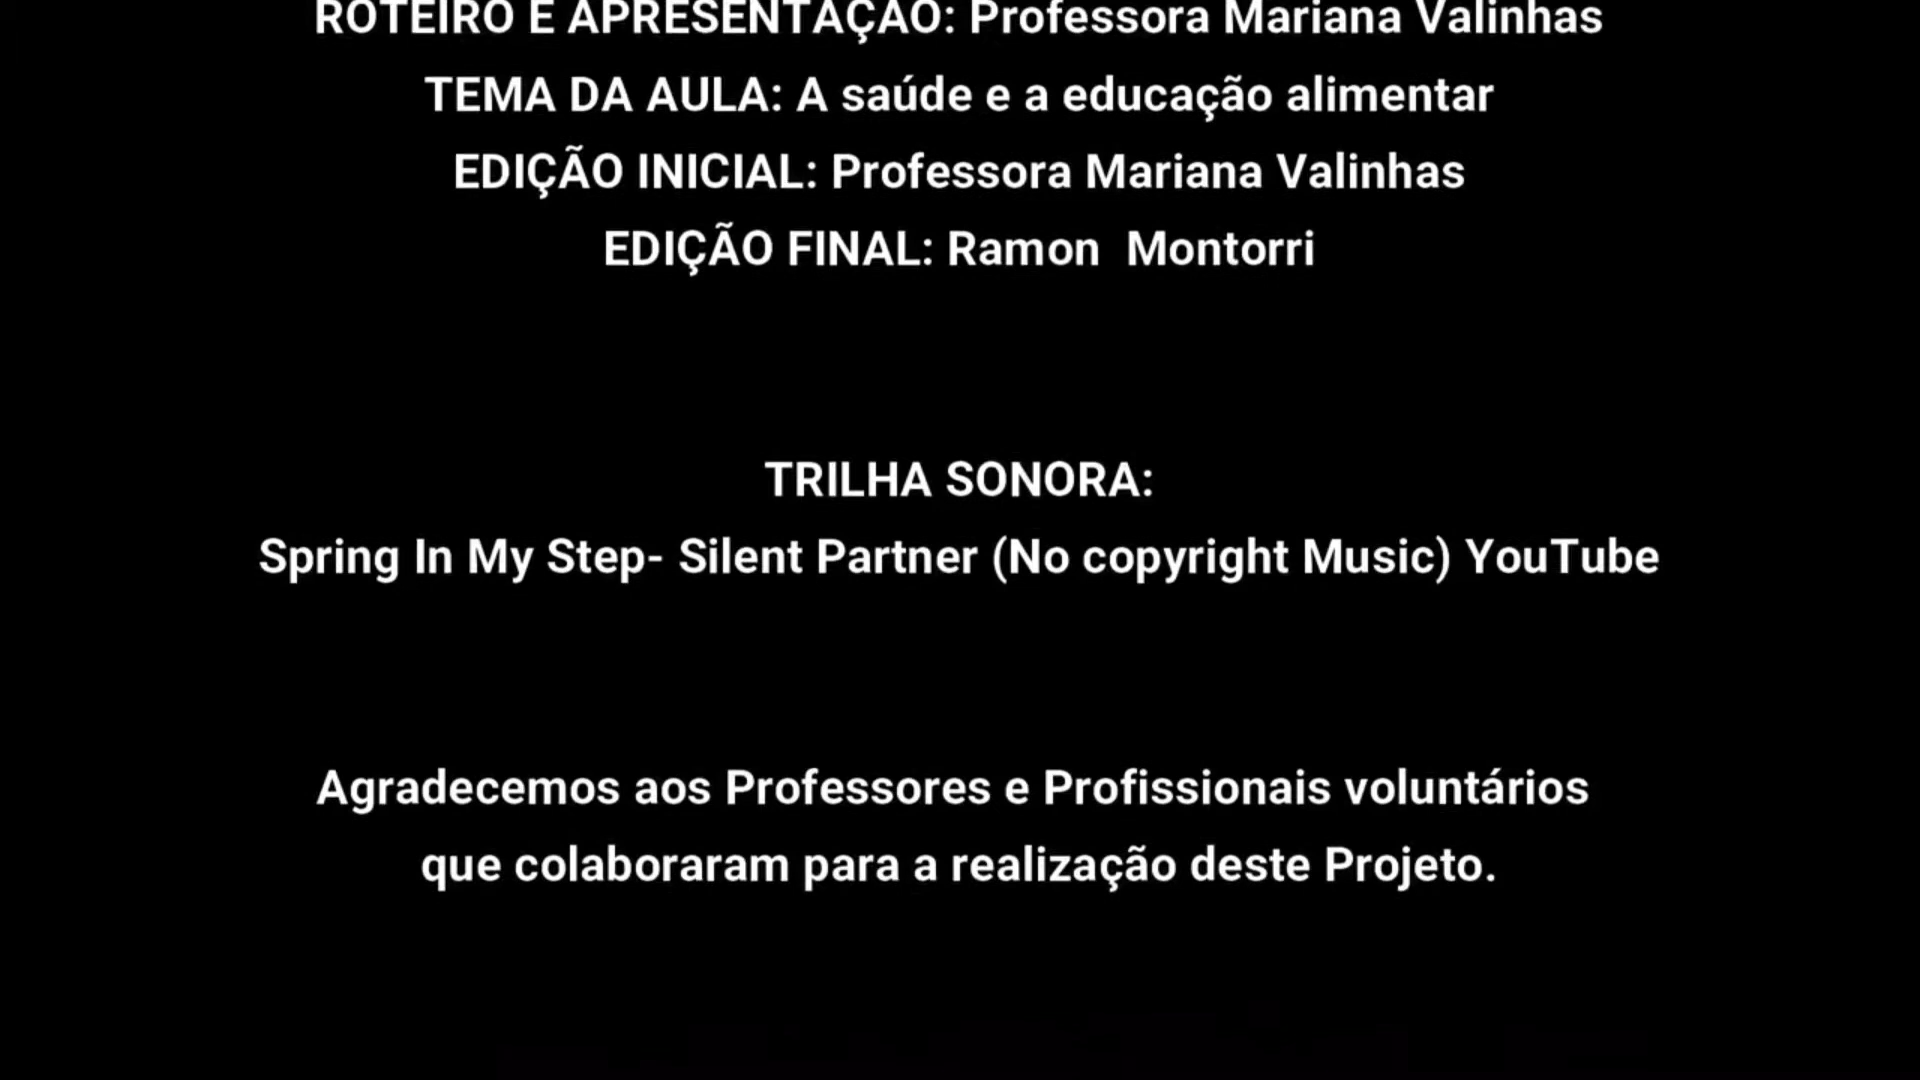 ROTEIRO E APRESENTAÇÃO: Professora Mariana Valinhas
TEMA DA AULA: A saúde e a educação alimentar
EDIÇÃO INICIAL: Professora Mariana Valinhas
EDIÇÃO FINAL: Ramon  Montorri
TRILHA SONORA:
Spring In My Step- Silent Partner (No copyright Music) YouTube
Agradecemos aos Professores e Profissionais voluntários
que colaboraram para a realização deste Projeto.